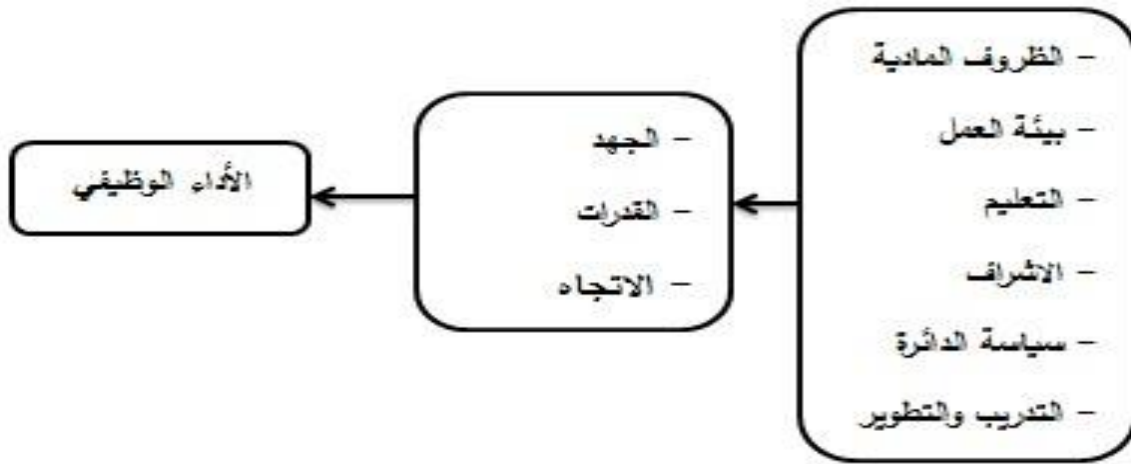 - الظروف المادية
- بيئة العمل
- التعليم
- الاشراف
- سياسة الدائرة
- التدريب والتطوير
- الجهد
- القدرات
- الاتجاه
الأداء الوظيفي